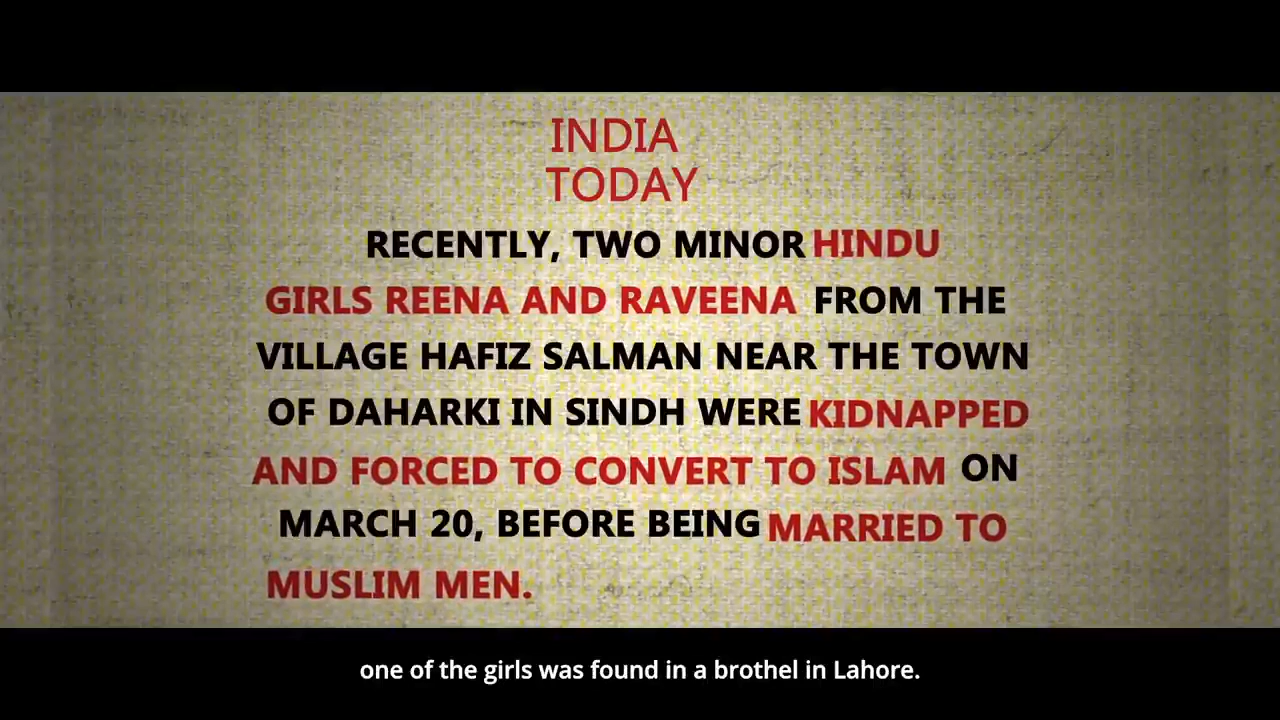 INDIA
TODAY
RECENTLY, TWO MINOR HINDU
GIRLS REENA AND RAVEENA FROM THE
VILLAGE HAFIZ SALMAN NEAR THE TOWN
OF DAHARKI IN SINDH WERE KIDNAPPED
AND FORCED TO CONVERT TO ISLAM ON
MARCH 20, BEFORE BEING MARRIED TO
MUSLIM MEN.
one of the girls was found in a brothel in Lahore.